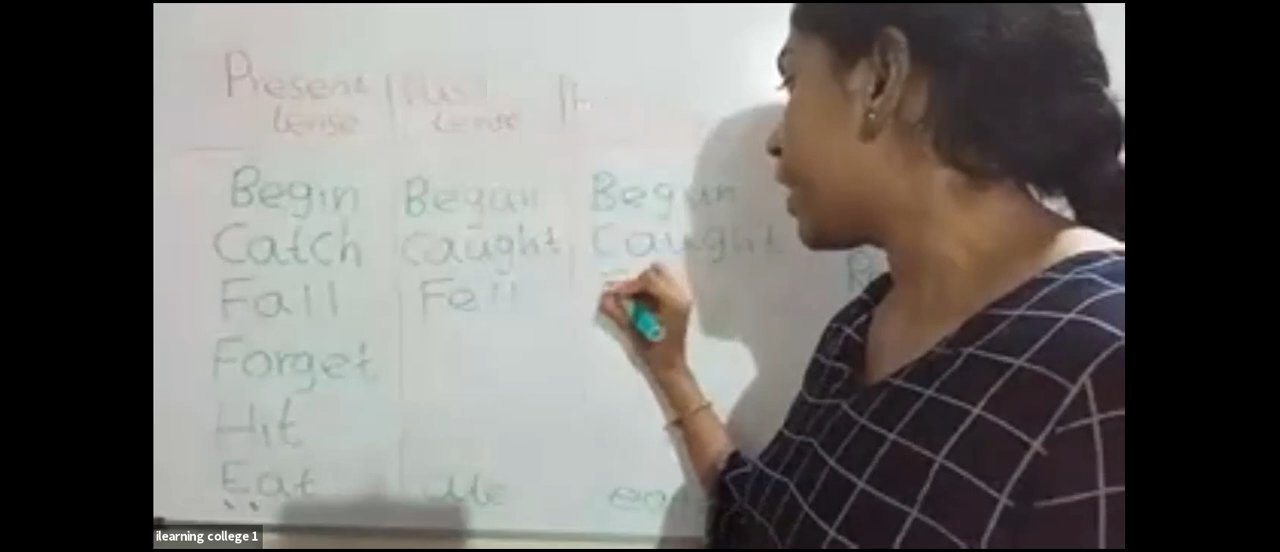 Present Past
tense tense
Begin Began Begun
Catch caught Caught
Fall Fell
Forget
Hit
Eat
ilearning college 1